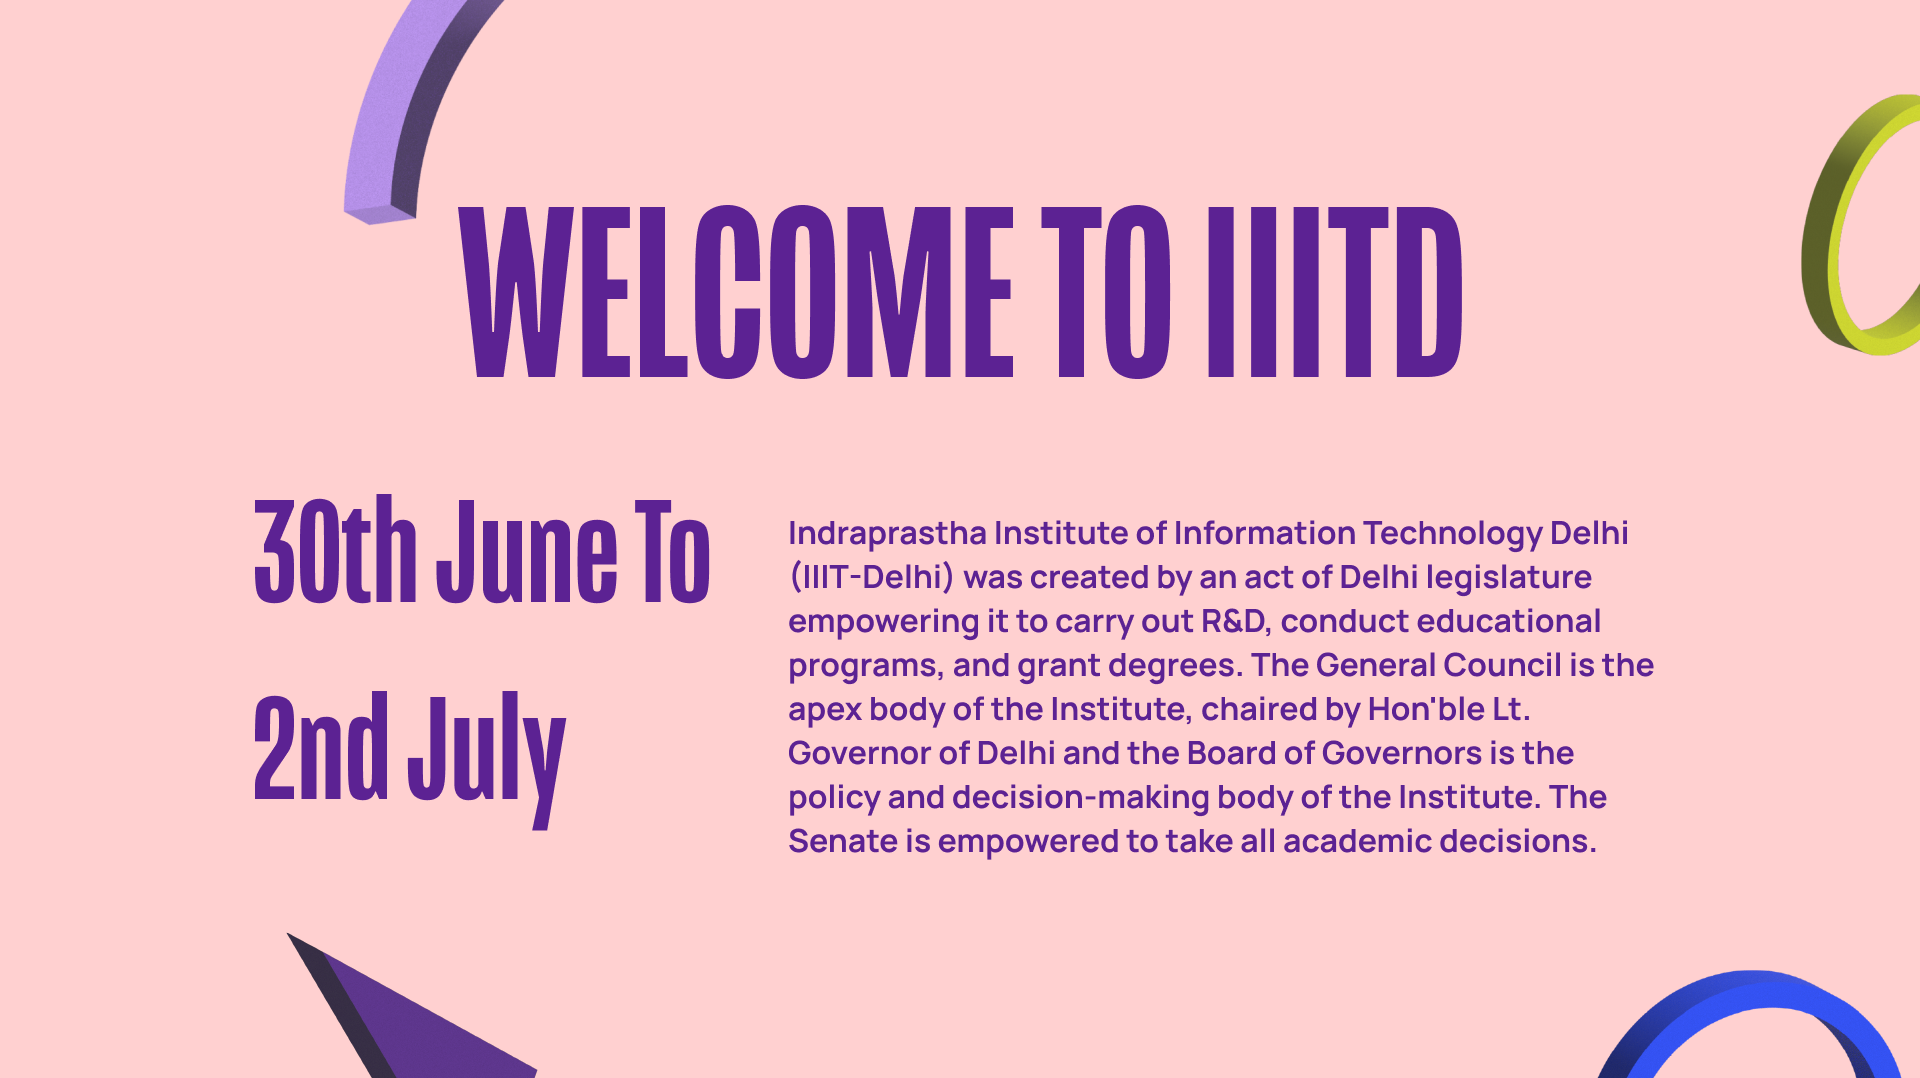 WELCOME TO IIITD
30th June To
2nd July
Indraprastha Institute of Information Technology Delhi
(IIIT-Delhi) was created by an act of Delhi legislature
empowering it to carry out R&D, conduct educational
programs, and grant degrees. The General Council is the
apex body of the Institute, chaired by Hon'ble Lt.
Governor of Delhi and the Board of Governors is the
policy and decision-making body of the Institute. The
Senate is empowered to take all academic decisions.